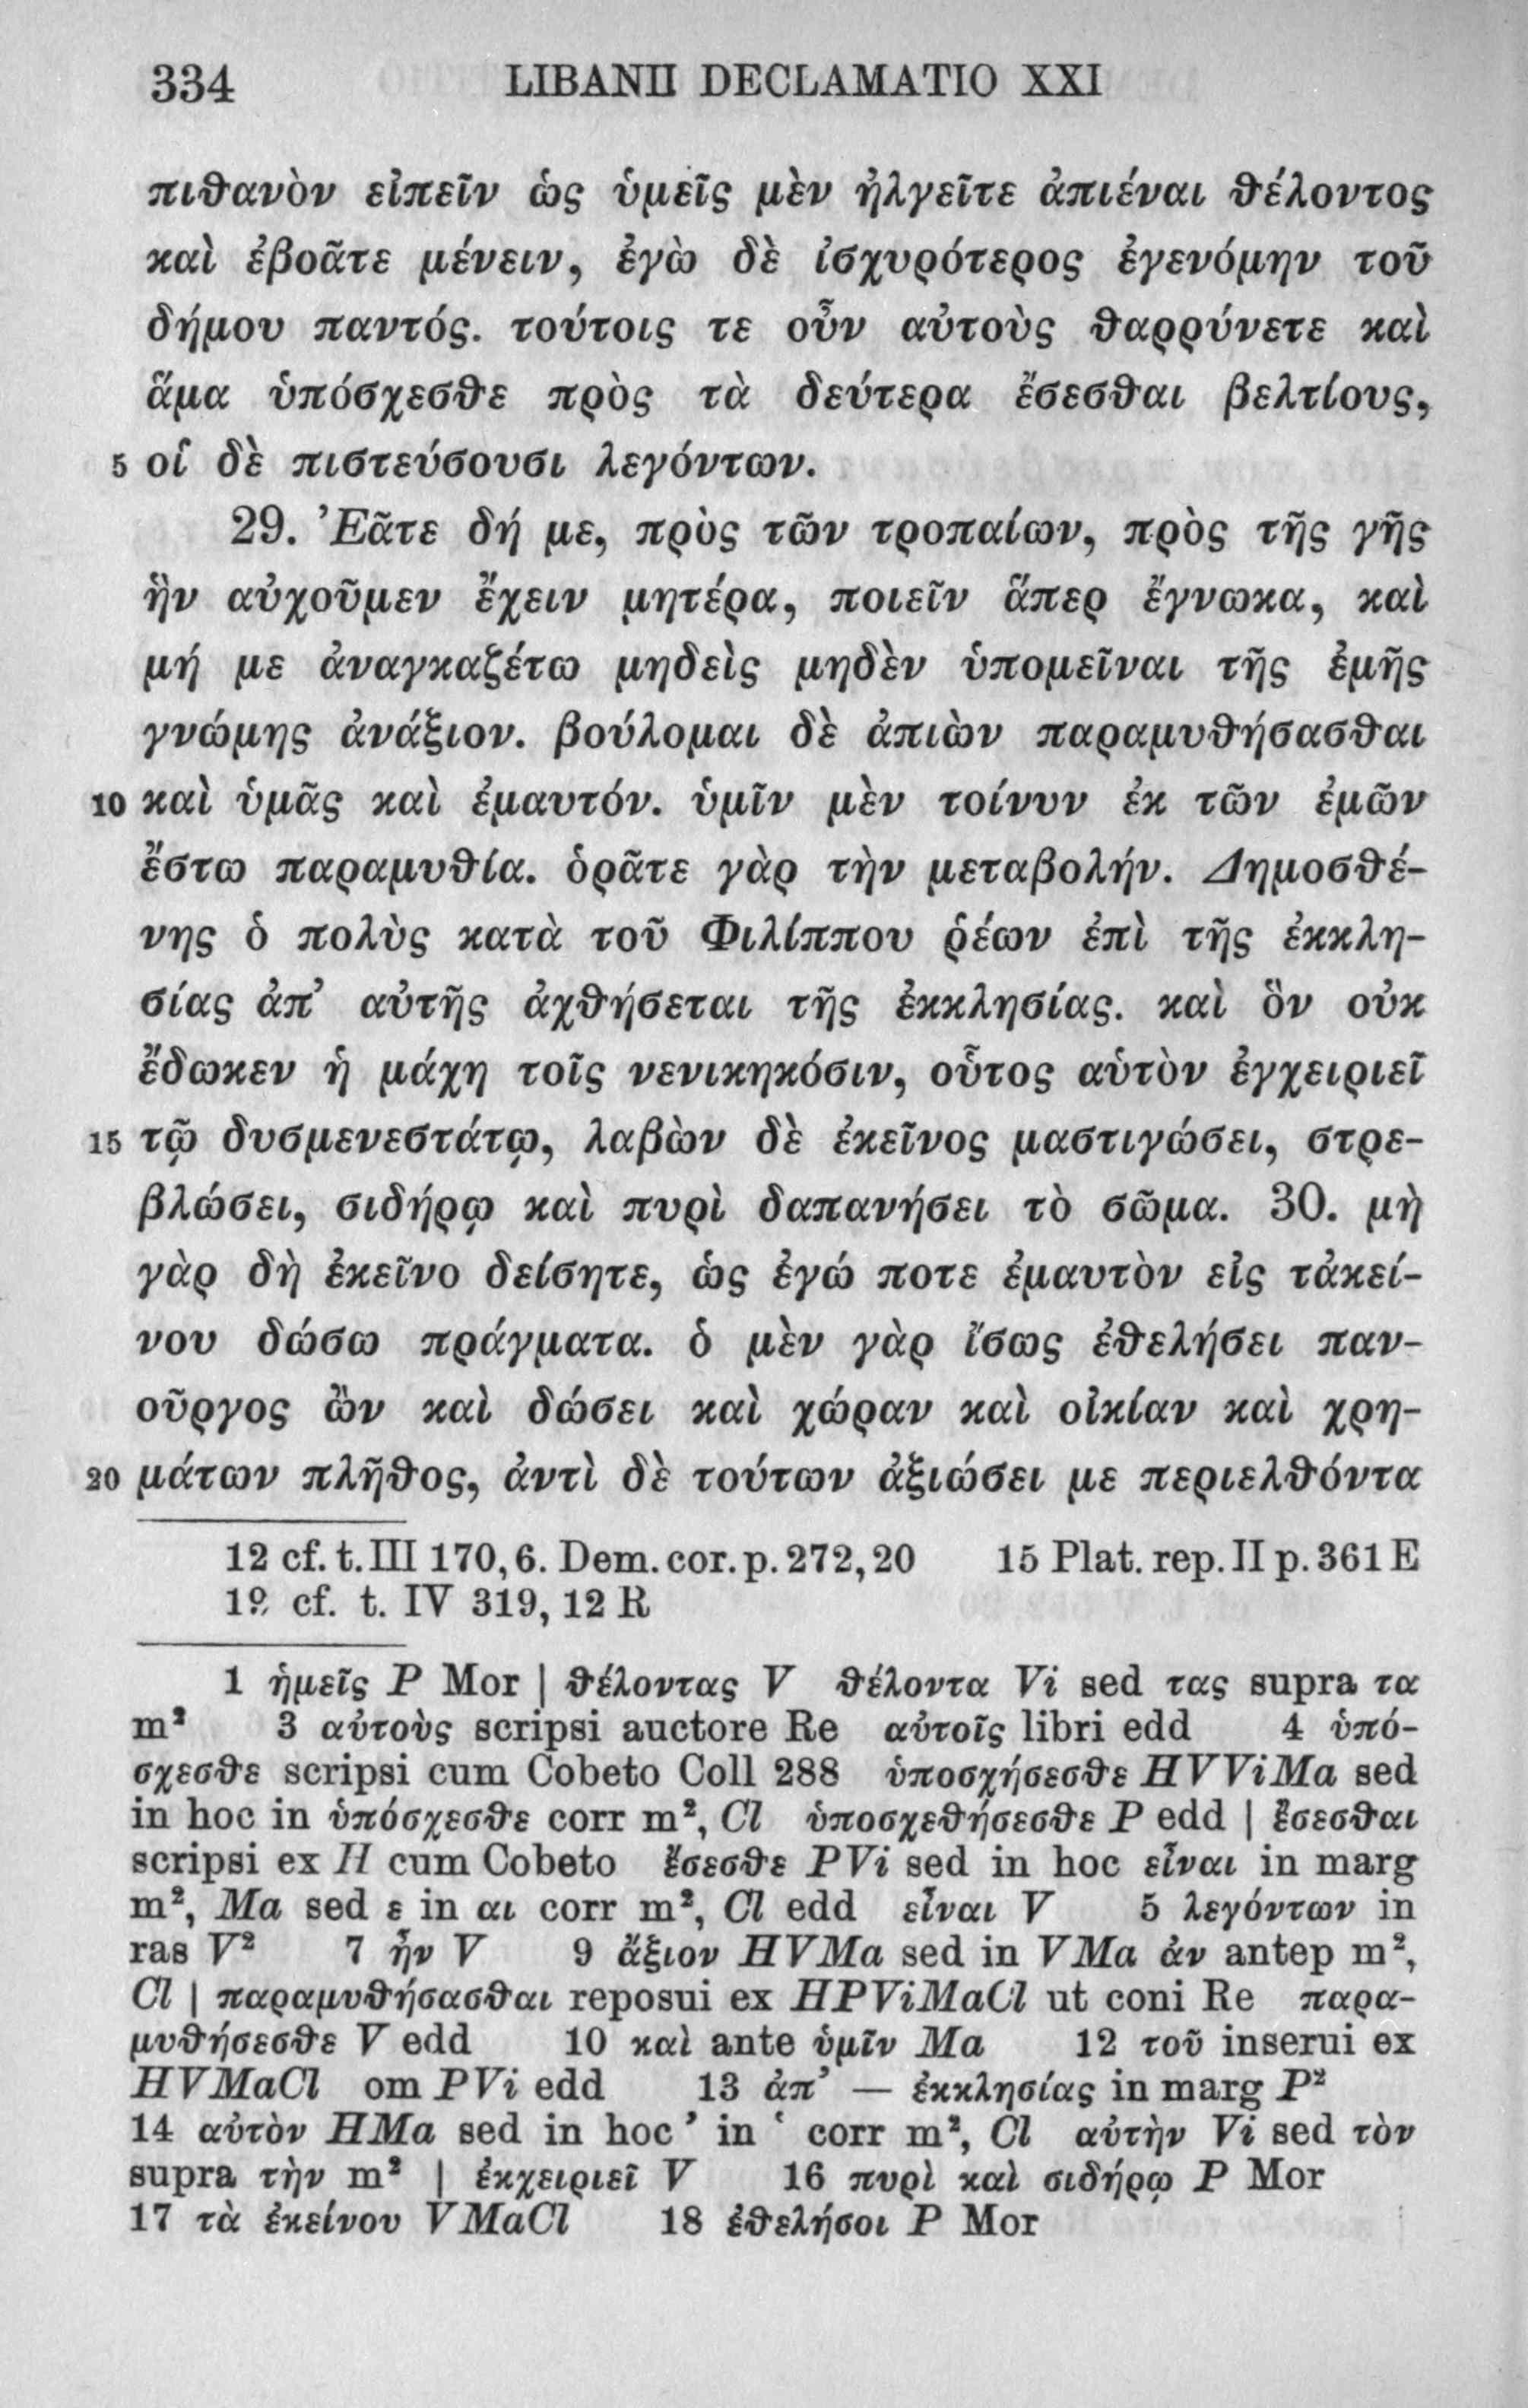 334 LIBANII DECLAMATIO XXI
πιθανὸν εἰπεῖν ὡς ὑμεῖς μὲν ἠλγεῖτε ἀπιέναι θέλοντος
καὶ ἐβοᾶτε μένειν, ἐγὼ δὲ ἰσχυρότερος ἐγενόμην τοῦ
δήμου παντός. τούτοις τε οὖν αὐτοὺς θαρρύνετε καὶ
ἅμα ὑπόσχεσθε πρὸς τὰ δεύτερα ἔσεσθαι βελτίους,
5 οἱ δὲ πιστεύσουσι λεγόντων.
29. Ἐᾶτε δή με, πρὸς τῶν τροπαίων, πρὸς τῆς γῆς
ἣν αὐχοῦμεν ἔχειν μητέρα, ποιεῖν ἅπερ ἔγνωκα, καὶ
μή με ἀναγκαζέτω μηδεὶς μηδὲν ὑπομεῖναι τῆς ἐμῆς
γνώμης ἀνάξιον. βούλομαι δὲ ἀπιὼν παραμυθήσασθαι
10 καὶ ὑμᾶς καὶ ἐμαυτόν. ὑμῖν μὲν τοίνυν ἐκ τῶν ἐμῶν
ἔστω παραμυθία. ὁρᾶτε γὰρ τὴν μεταβολήν. Δημοσθέ-
νης ὁ πολὺς κατὰ τοῦ Φιλίππου ῥέων ἐπὶ τῆς ἐκκλη-
σίας ἀπ’ αὐτῆς ἀχθήσεται τῆς ἐκκλησίας. καὶ ὃν οὐκ
ἔδωκεν ἡ μάχη τοῖς νενικηκόσιν, οὗτος αὑτὸν ἐγχειριεῖ
15 τῷ δυσμενεστάτῳ, λαβὼν δὲ ἐκεῖνος μαστιγώσει, στρε-
βλώσει, σιδήρῳ καὶ πυρὶ δαπανήσει τὸ σῶμα. 30. μὴ
γὰρ δὴ ἐκεῖνο δείσητε, ὡς ἐγώ ποτε ἐμαυτὸν εἰς τἀκεί-
νου δώσω πράγματα. ὁ μὲν γὰρ ἴσως ἐθελήσει παν-
οῦργος ὢν καὶ δώσει καὶ χώραν καὶ οἰκίαν καὶ χρη-
20 μάτων πλῆθος, ἀντὶ δὲ τούτων ἀξιώσει με περιελθόντα
12 cf. t. III 170, 6. Dem. cor. p. 272, 20 15 Plat. rep. II p. 361 E
19 cf. t. IV 319, 12 R
1 ἡμεῖς P Mor | θέλοντας V θέλοντα Vi sed τας supra τα
m² 3 αὐτοὺς scripsi auctore Re αὐτοῖς libri edd 4 ὑπό-
σχεσθε scripsi cum Cobeto Coll 288 ὑποσχήσεσθε HVViMa sed
in hoc in ὑπόσχεσθε corr m², Cl ὑποσχεθήσεσθε P edd | ἔσεσθαι
scripsi ex H cum Cobeto ἔσεσθε PVi sed in hoc εἶναι in marg
m², Ma sed ε in αι corr m², Cl edd εἶναι V 5 λεγόντων in
ras V² 7 ἦν V 9 ἄξιον HVMa sed in VMa ἀν antep m²,
Cl | παραμυθήσασθαι reposui ex HPViMaCl ut coni Re παρα-
μυθήσεσθε V edd 10 καὶ ante ὑμῖν Ma 12 τοῦ inserui ex
HVMaCl om PVi edd 13 ἀπ’ — ἐκκλησίας in marg P²
14 αὐτὸν HMa sed in hoc ʼ in ʽ corr m², Cl αὐτὴν Vi sed τὸν
supra τὴν m² | ἐκχειριεῖ V 16 πυρὶ καὶ σιδήρῳ P Mor
17 τὰ ἐκείνου VMaCl 18 ἐθελήσοι P Mor